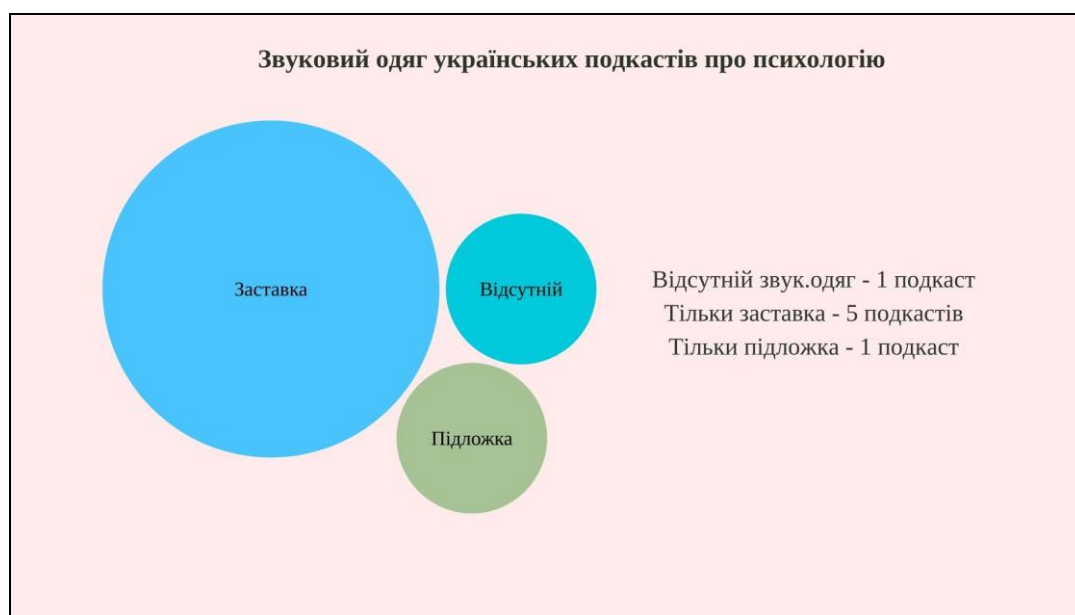 Звуковий одяг українських подкастів про психологію
Заставка
Відсутній
Підложка
Відсутній звук.одяг - 1 подкаст
Тільки заставка - 5 подкастів
Тільки підложка - 1 подкаст